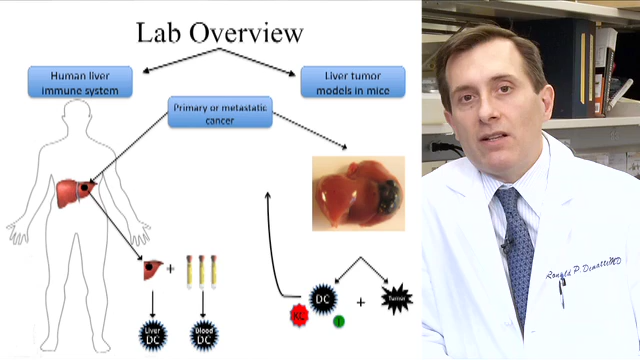 Lab Overview
Human liver
immune system
Liver tumor
models in mice
Primary or metastatic
cancer
+
Liver
DC
Blood
DC
DC
+
Tumor
KC
T
Ronald P. DeMatteo MD